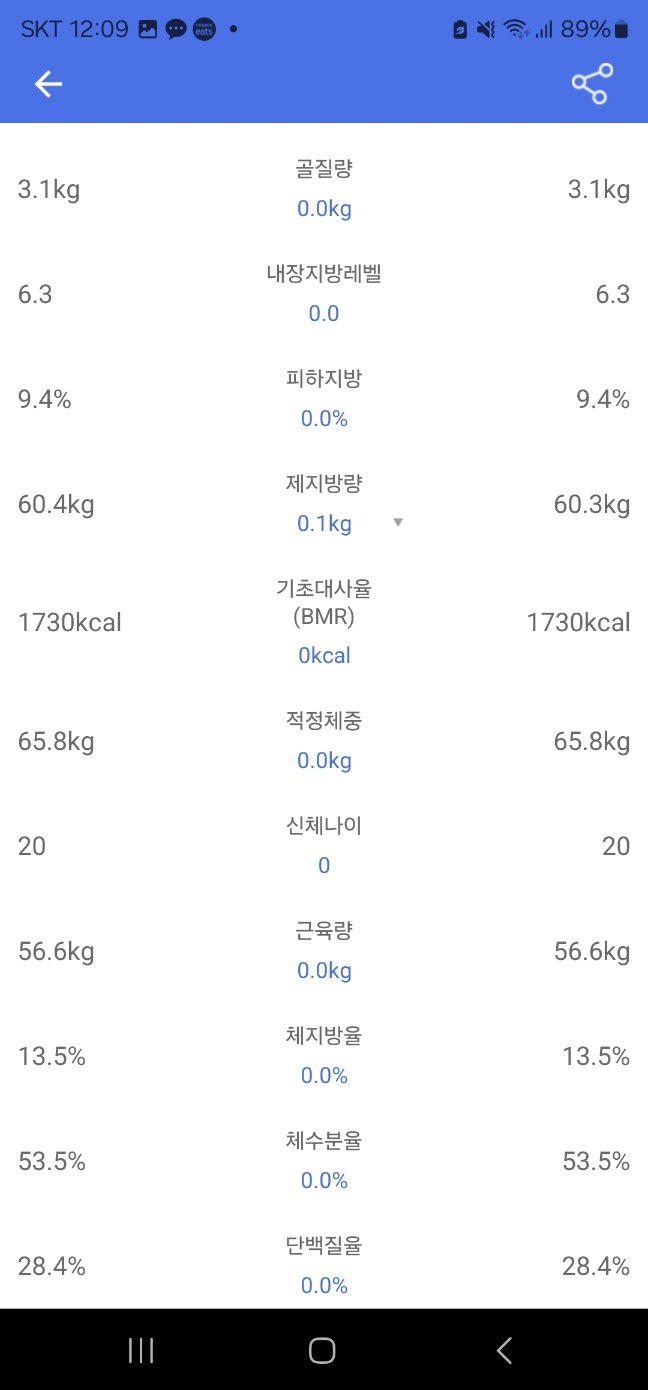 SKT 12:09 eats 89%
골질량
3.1kg 3.1kg
0.0kg
내장지방레벨
6.3 6.3
0.0
피하지방
9.4% 9.4%
0.0%
제지방량
60.4kg 60.3kg
0.1kg
기초대사율
(BMR)
1730kcal 1730kcal
0kcal
적정체중
65.8kg 65.8kg
0.0kg
신체나이
20 20
0
근육량
56.6kg 56.6kg
0.0kg
체지방율
13.5% 13.5%
0.0%
체수분율
53.5% 53.5%
0.0%
단백질율
28.4% 28.4%
0.0%